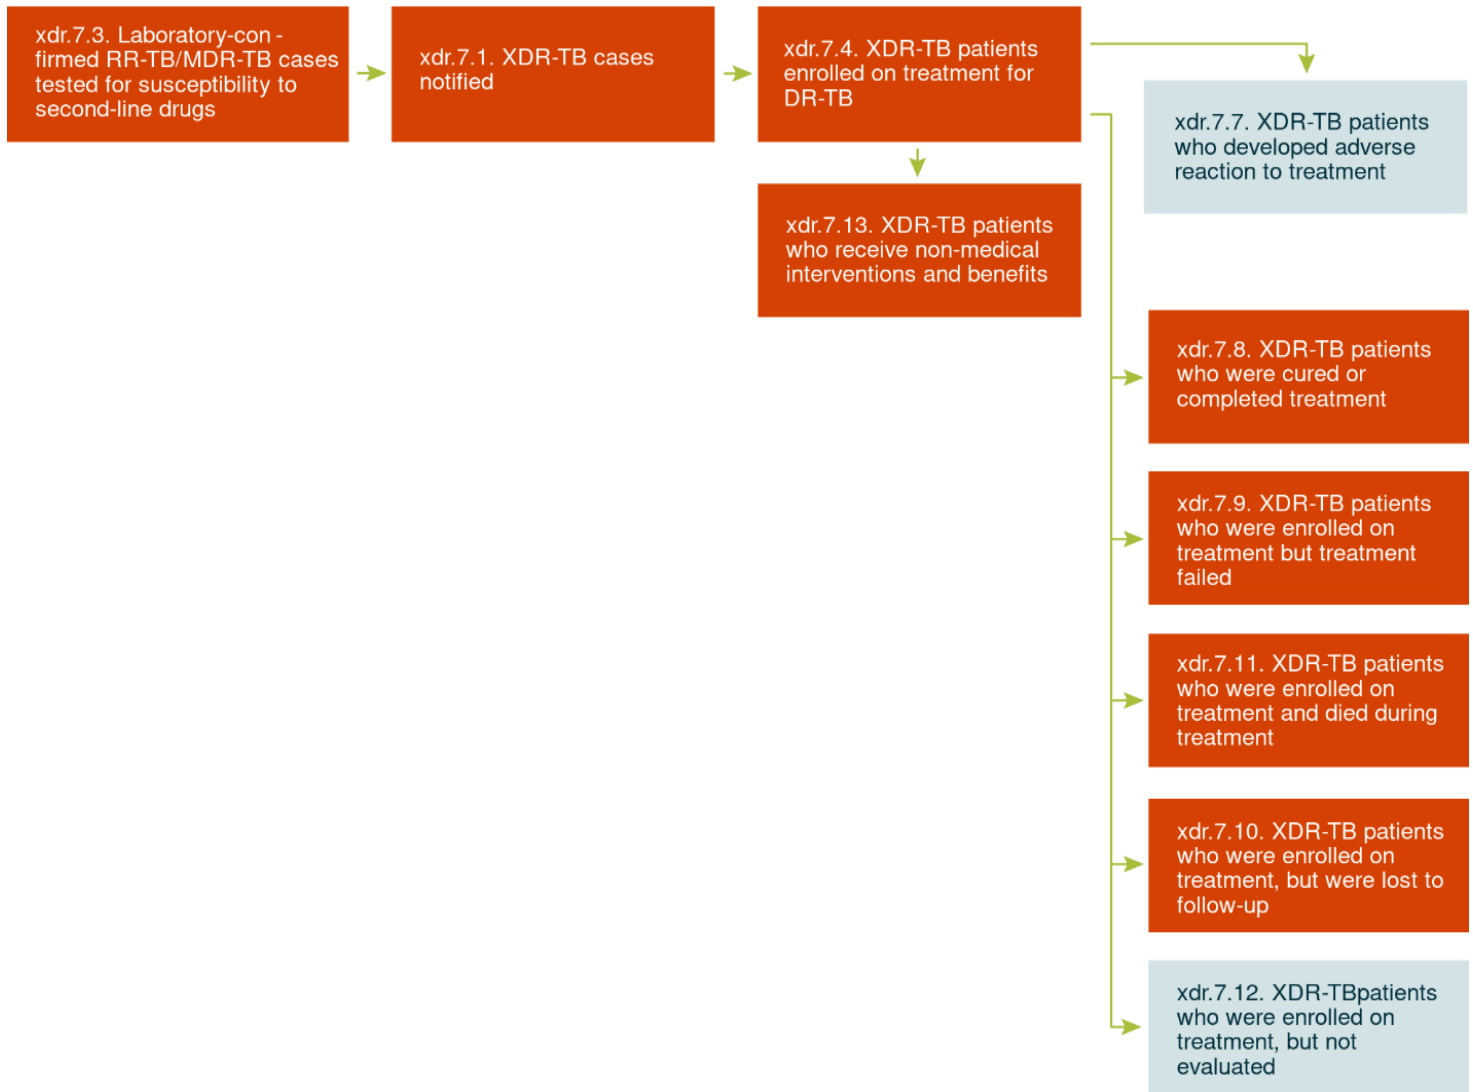 xdr.7.3. Laboratory-con -
firmed RR-TB/MDR-TB cases
tested for susceptibility to
second-line drugs
xdr.7.1. XDR-TB cases
notified
xdr.7.4. XDR-TB patients
enrolled on treatment for
DR-TB
xdr.7.7. XDR-TB patients
who developed adverse
reaction to treatment
xdr.7.13. XDR-TB patients
who receive non-medical
interventions and benefits
xdr.7.8. XDR-TB patients
who were cured or
completed treatment
xdr.7.9. XDR-TB patients
who were enrolled on
treatment but treatment
failed
xdr.7.11. XDR-TB patients
who were enrolled on
treatment and died during
treatment
xdr.7.10. XDR-TB patients
who were enrolled on
treatment, but were lost to
follow-up
xdr.7.12. XDR-TBpatients
who were enrolled on
treatment, but not
evaluated